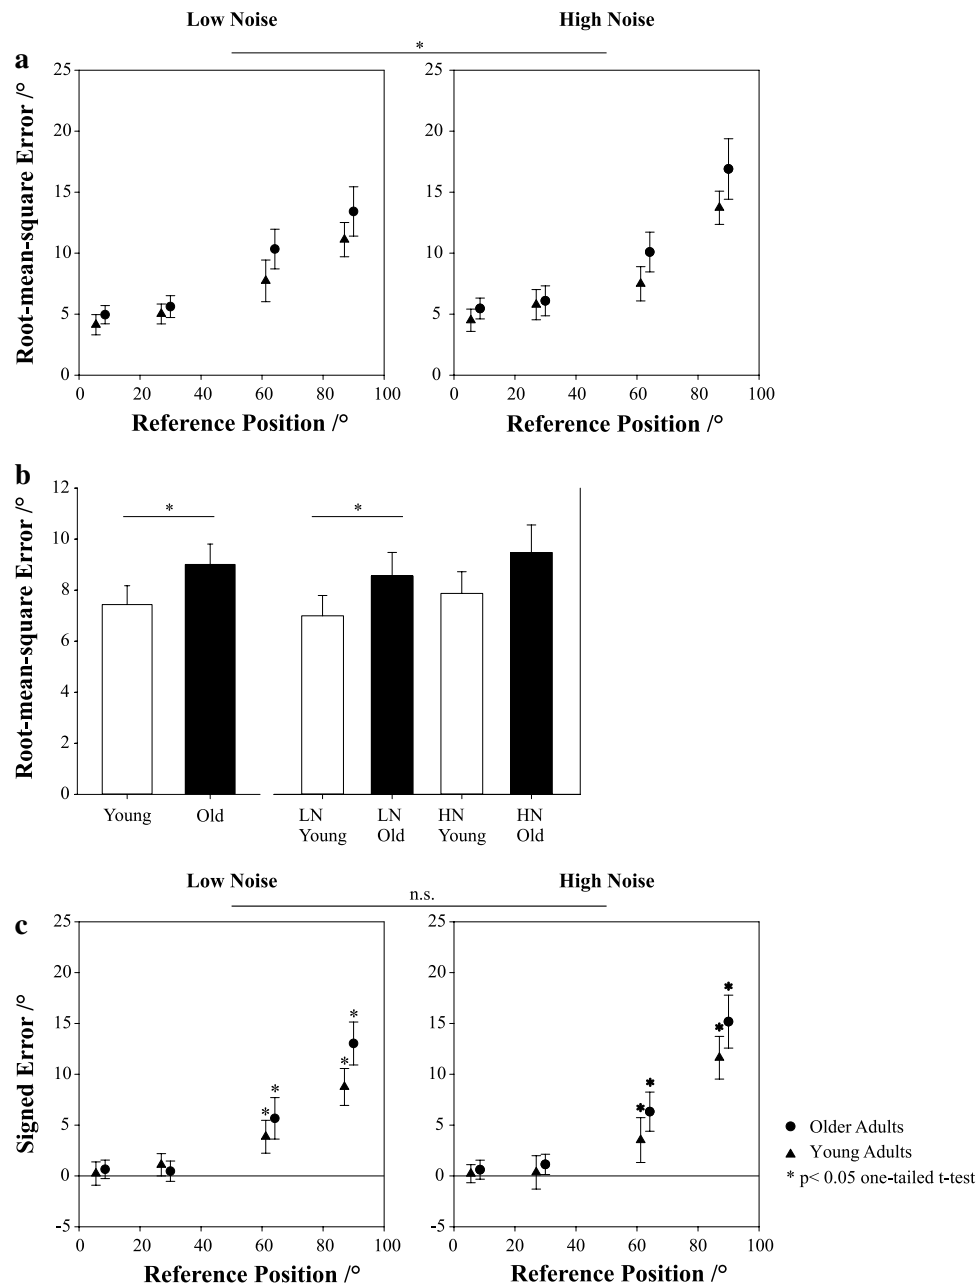 Low Noise
High Noise
*
a
25
20
15
10
5
0
Root-mean-square Error /°
0 20 40 60 80 100
Reference Position /°
25
20
15
10
5
0
0 20 40 60 80 100
Reference Position /°
b
12
10
8
6
4
2
0
Root-mean-square Error /°
*
*
Young
Old
LN Young
LN Old
HN Young
HN Old
Low Noise
High Noise
n.s.
c
25
20
15
10
5
0
-5
Signed Error /°
* * * *
0 20 40 60 80 100
Reference Position /°
25
20
15
10
5
0
-5
* * * *
0 20 40 60 80 100
Reference Position /°
Older Adults
Young Adults
* p< 0.05 one-tailed t-test